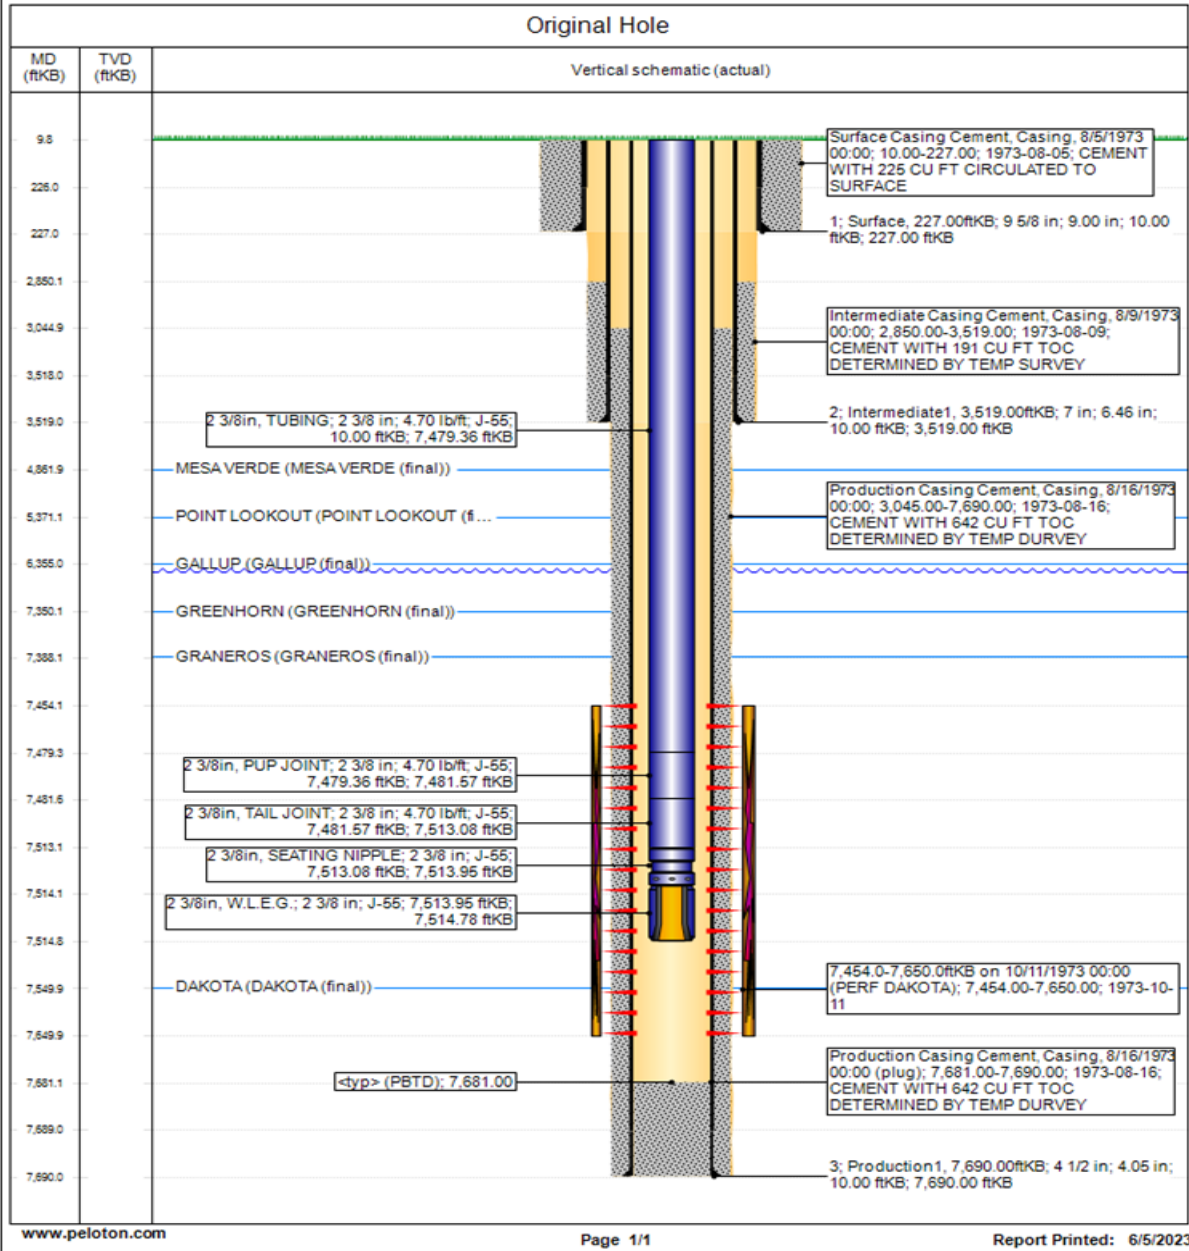 Original Hole
MD
(ftKB)
TVD
(ftKB)
Vertical schematic (actual)
9.8
226.0
227.0
2,850.1
3,044.9
3,518.0
3,519.0
4,861.9
5,371.1
6,355.0
7,350.1
7,388.1
7,454.1
7,479.3
7,481.6
7,513.1
7,514.1
7,514.8
7,549.9
7,649.9
7,681.1
7,689.0
7,690.0
Surface Casing Cement, Casing, 8/5/1973
00:00; 10.00-227.00; 1973-08-05; CEMENT
WITH 225 CU FT CIRCULATED TO
SURFACE
1; Surface, 227.00ftKB; 9 5/8 in; 9.00 in; 10.00
ftKB; 227.00 ftKB
Intermediate Casing Cement, Casing, 8/9/1973
00:00; 2,850.00-3,519.00; 1973-08-09;
CEMENT WITH 191 CU FT TOC
DETERMINED BY TEMP SURVEY
2 3/8in, TUBING; 2 3/8 in; 4.70 lb/ft; J-55;
10.00 ftKB; 7,479.36 ftKB
2; Intermediate1, 3,519.00ftKB; 7 in; 6.46 in;
10.00 ftKB; 3,519.00 ftKB
MESA VERDE (MESA VERDE (final))
Production Casing Cement, Casing, 8/16/1973
00:00; 3,045.00-7,690.00; 1973-08-16;
CEMENT WITH 642 CU FT TOC
DETERMINED BY TEMP DURVEY
POINT LOOKOUT (POINT LOOKOUT (fi...
GALLUP (GALLUP (final))
GREENHORN (GREENHORN (final))
GRANEROS (GRANEROS (final))
2 3/8in, PUP JOINT; 2 3/8 in; 4.70 lb/ft; J-55;
7,479.36 ftKB; 7,481.57 ftKB
2 3/8in, TAIL JOINT; 2 3/8 in; 4.70 lb/ft; J-55;
7,481.57 ftKB; 7,513.08 ftKB
2 3/8in, SEATING NIPPLE; 2 3/8 in; J-55;
7,513.08 ftKB; 7,513.95 ftKB
2 3/8in, W.L.E.G.; 2 3/8 in; J-55; 7,513.95 ftKB;
7,514.78 ftKB
DAKOTA (DAKOTA (final))
7,454.0-7,650.0ftKB on 10/11/1973 00:00
(PERF DAKOTA); 7,454.00-7,650.00; 1973-10-
11
<typ> (PBTD); 7,681.00
Production Casing Cement, Casing, 8/16/1973
00:00 (plug); 7,681.00-7,690.00; 1973-08-16;
CEMENT WITH 642 CU FT TOC
DETERMINED BY TEMP DURVEY
3; Production1, 7,690.00ftKB; 4 1/2 in; 4.05 in;
10.00 ftKB; 7,690.00 ftKB
www.peloton.com
Page 1/1
Report Printed: 6/5/2023